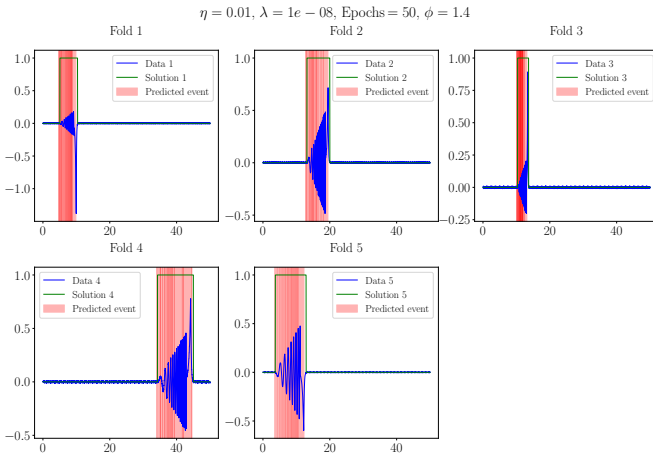 η = 0.01, λ = 1e − 08, Epochs = 50, ϕ = 1.4
Fold 1
1.0
0.5
0.0
−0.5
−1.0
0
20
40
Data 1
Solution 1
Predicted event
Fold 2
1.0
0.5
0.0
−0.5
0
20
40
Data 2
Solution 2
Predicted event
Fold 3
1.00
0.75
0.50
0.25
0.00
−0.25
0
20
40
Data 3
Solution 3
Predicted event
Fold 4
1.0
0.5
0.0
−0.5
0
20
40
Data 4
Solution 4
Predicted event
Fold 5
1.0
0.5
0.0
−0.5
0
20
40
Data 5
Solution 5
Predicted event